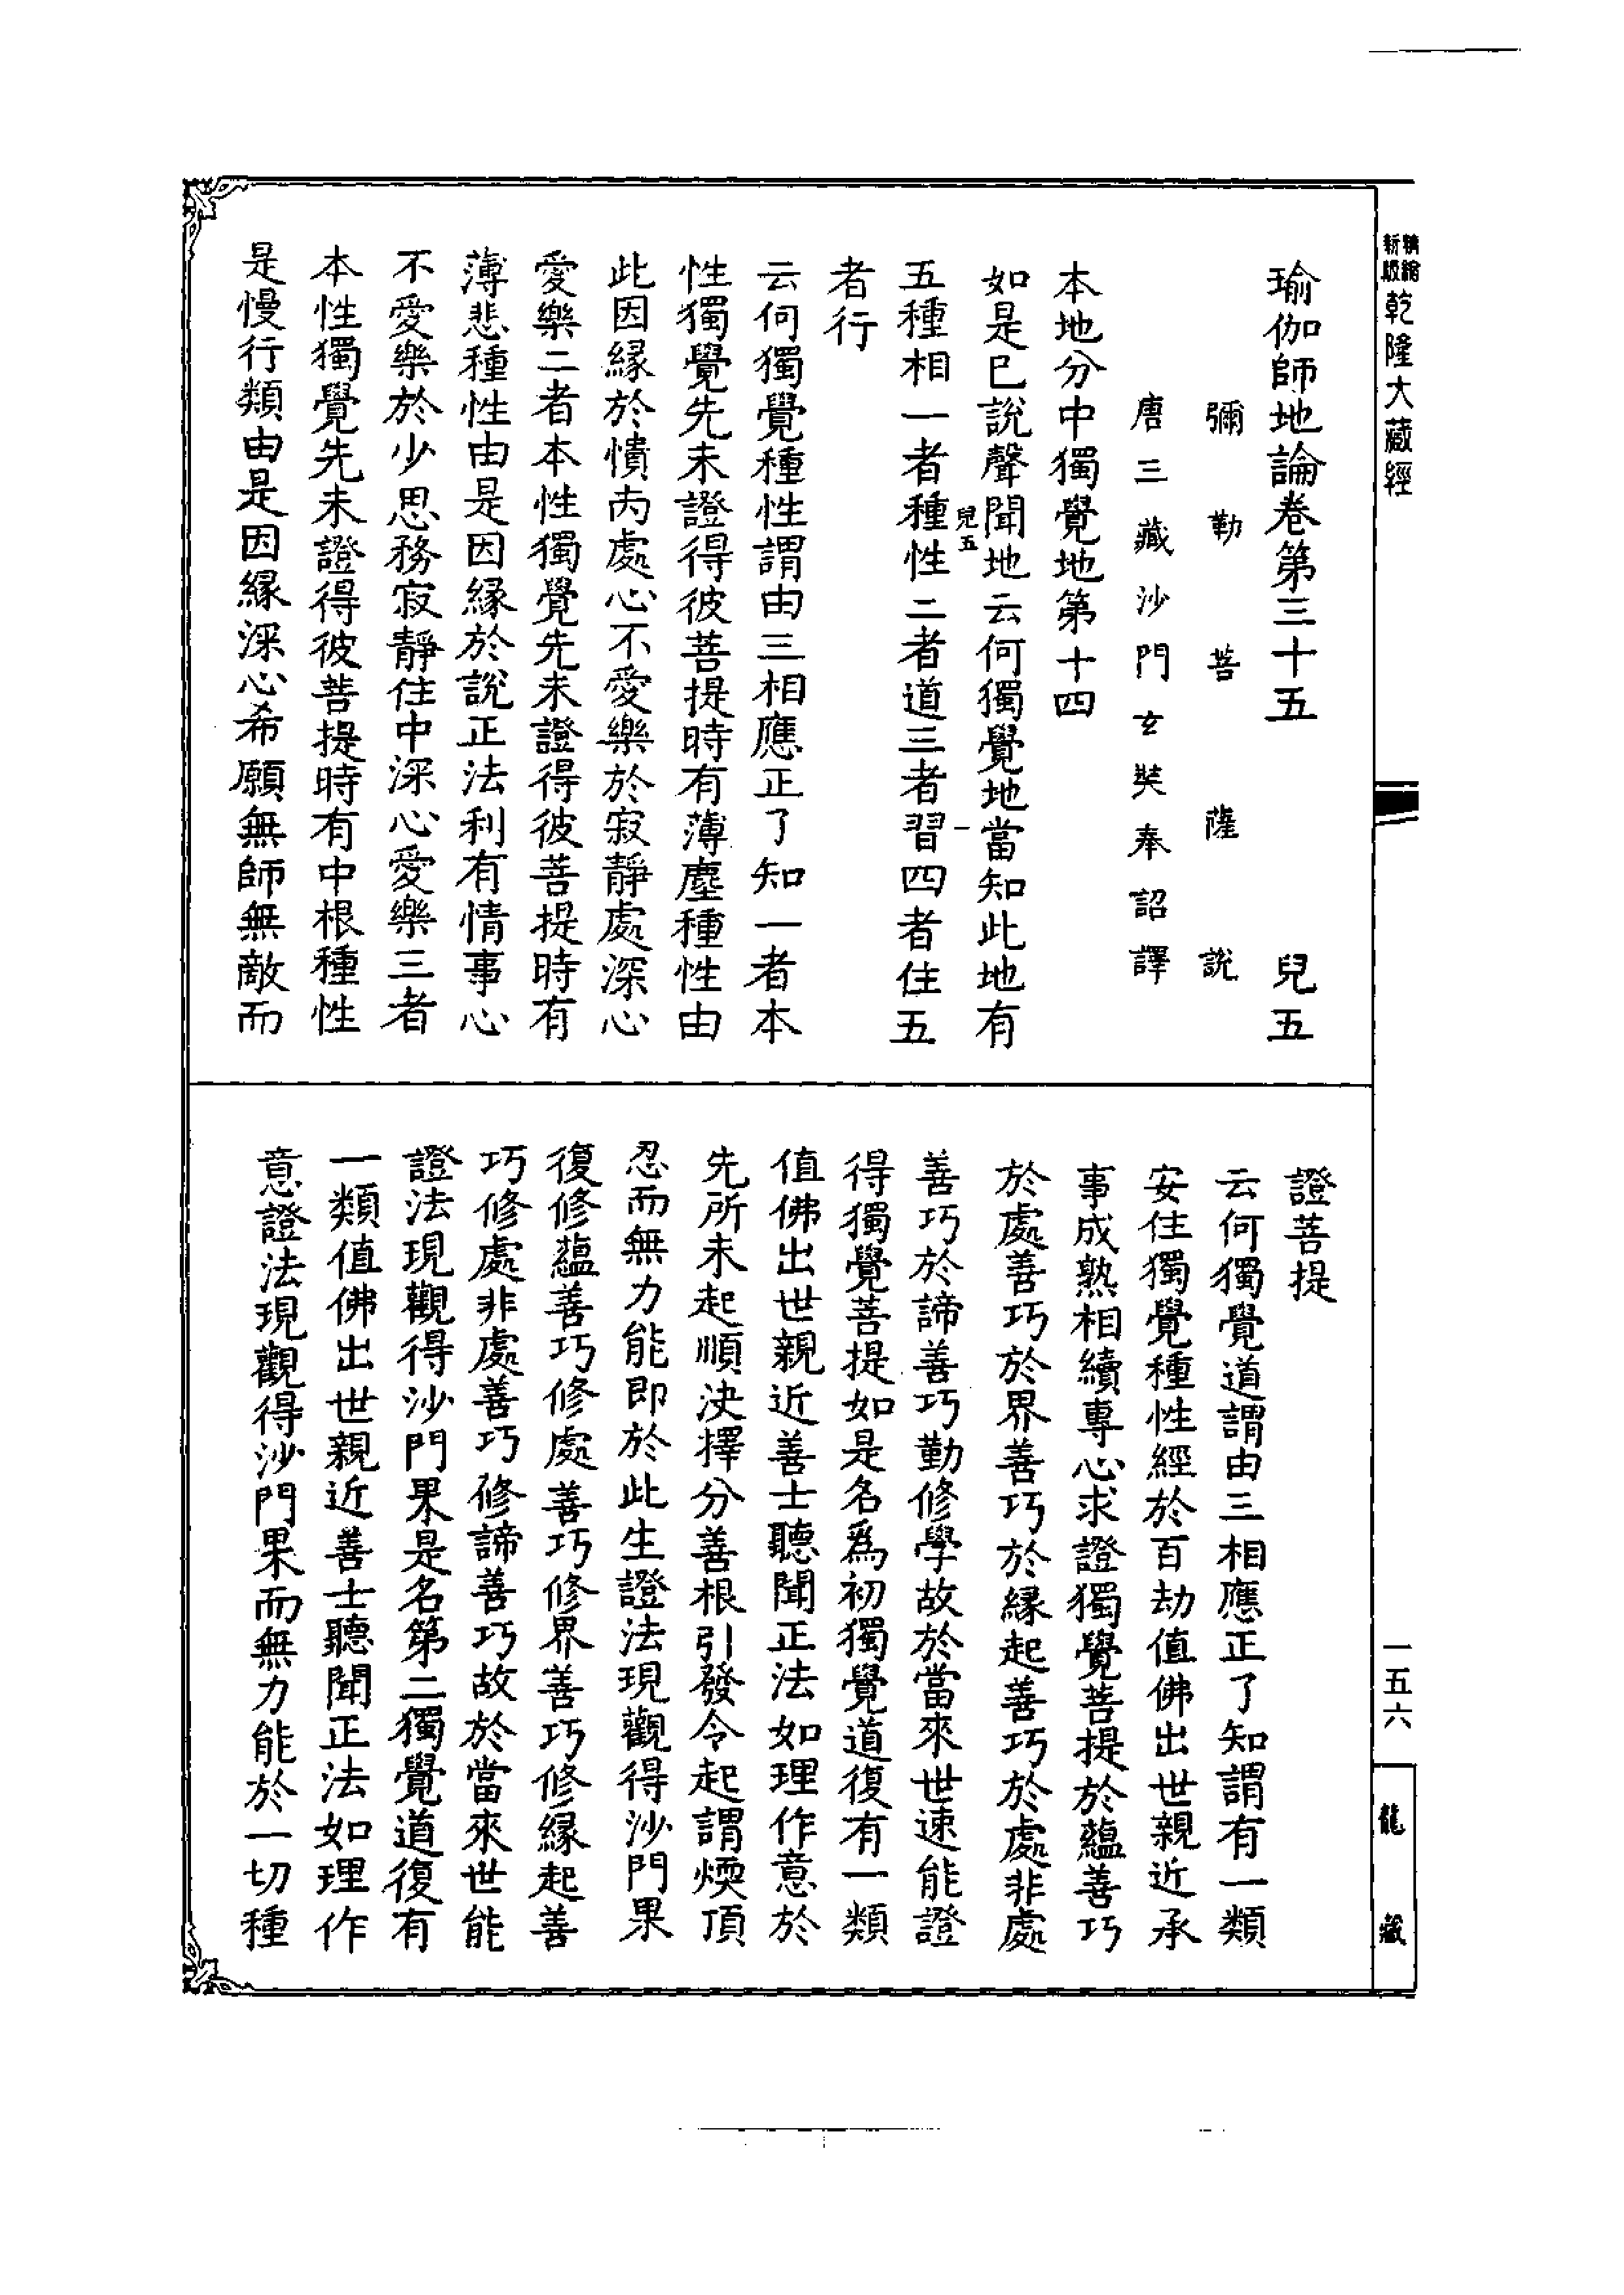 精繪
新版
乾隆大藏經
瑜伽師地論卷第三十五 兒五
彌勒菩薩說
唐三藏沙門玄奘奉詔譯
本地分中獨覺地第十四
如是已說聲聞地云何獨覺地當知此地有
兒五 一
五種相一者種性二者道三者習四者住五
者行
云何獨覺種性謂由三相應正了知一者本
性獨覺先未證得彼菩提時有薄塵種性由
此因緣於憒丙處心不愛樂於寂靜處深心
愛樂二者本性獨覺先未證得彼菩提時有
薄悲種性由是因緣於說正法利有情事心
不愛樂於少思務寂靜住中深心愛樂三者
本性獨覺先未證得彼菩提時有中根種性
是慢行類由是因緣深心希願無師無敵而
證菩提
云何獨覺道謂由三相應正了知謂有一類
安住獨覺種性經於百劫值佛出世親近承
事成熟相續專心求證獨覺菩提於蘊善巧
於處善巧於界善巧於緣起善巧於處非處
善巧於諦善巧勤修學故於當來世速能證
得獨覺菩提如是名為初獨覺道復有一類
值佛出世親近善士聽聞正法如理作意於
先所未起順決擇分善根引發令起謂煗頂
忍而無力能即於此生證法現觀得沙門果
復修蘊善巧修處善巧修界善巧修緣起善
巧修處非處善巧修諦善巧故於當來世能
證法現觀得沙門果是名第二獨覺道復有
一類值佛出世親近善士聽聞正法如理作
意證法現觀得沙門果而無力能於一切種
一五六
龍藏